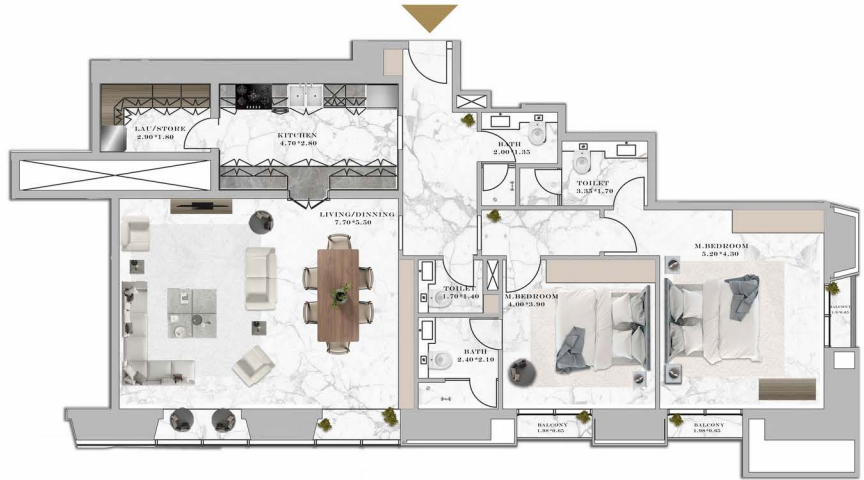 LAU/STORE
2.90*1.80
KITCHEN
4.70*2.80
BATH
2.00*1.35
TOILET
3.35*1.70
LIVING/DINNING
7.70*5.50
M.BEDROOM
5.20*4.30
TOILET
1.70*1.40
M.BEDROOM
4.00*3.90
BALCONY
BATH
2.40*2.10
BALCONY
1.98*0.65
BALCONY
1.98*0.65